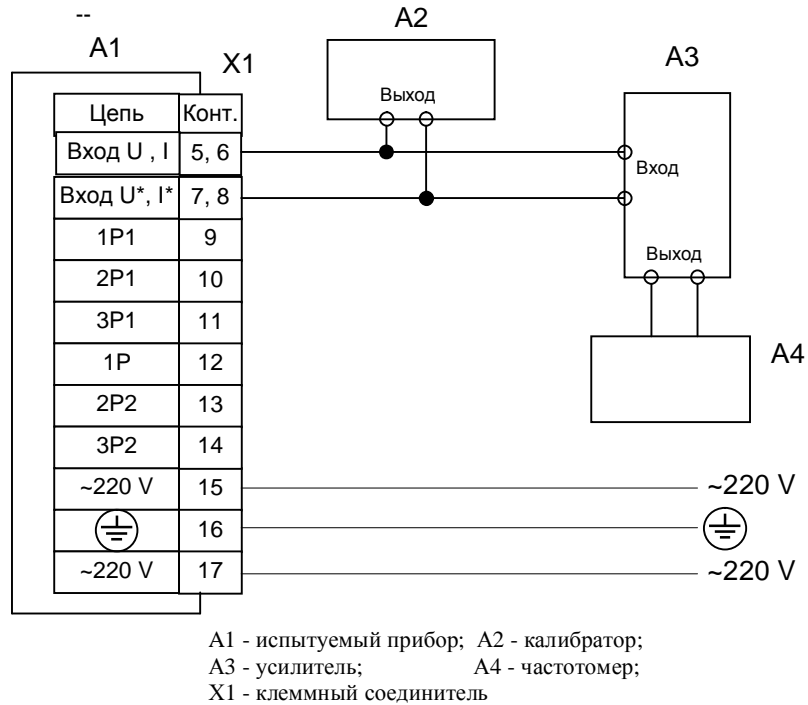 --
A1
X1
A2
A3
Выход
Цепь Конт.
Вход U , I 5, 6
Вход
Вход U*, I* 7, 8
1P1 9
Выход
2P1 10
3P1 11
A4
1P 12
2P2 13
3P2 14
~220 V 15 ~220 V
16
~220 V 17 ~220 V
A1 - испытуемый прибор; A2 - калибратор;
A3 - усилитель; A4 - частотомер;
X1 - клеммный соединитель